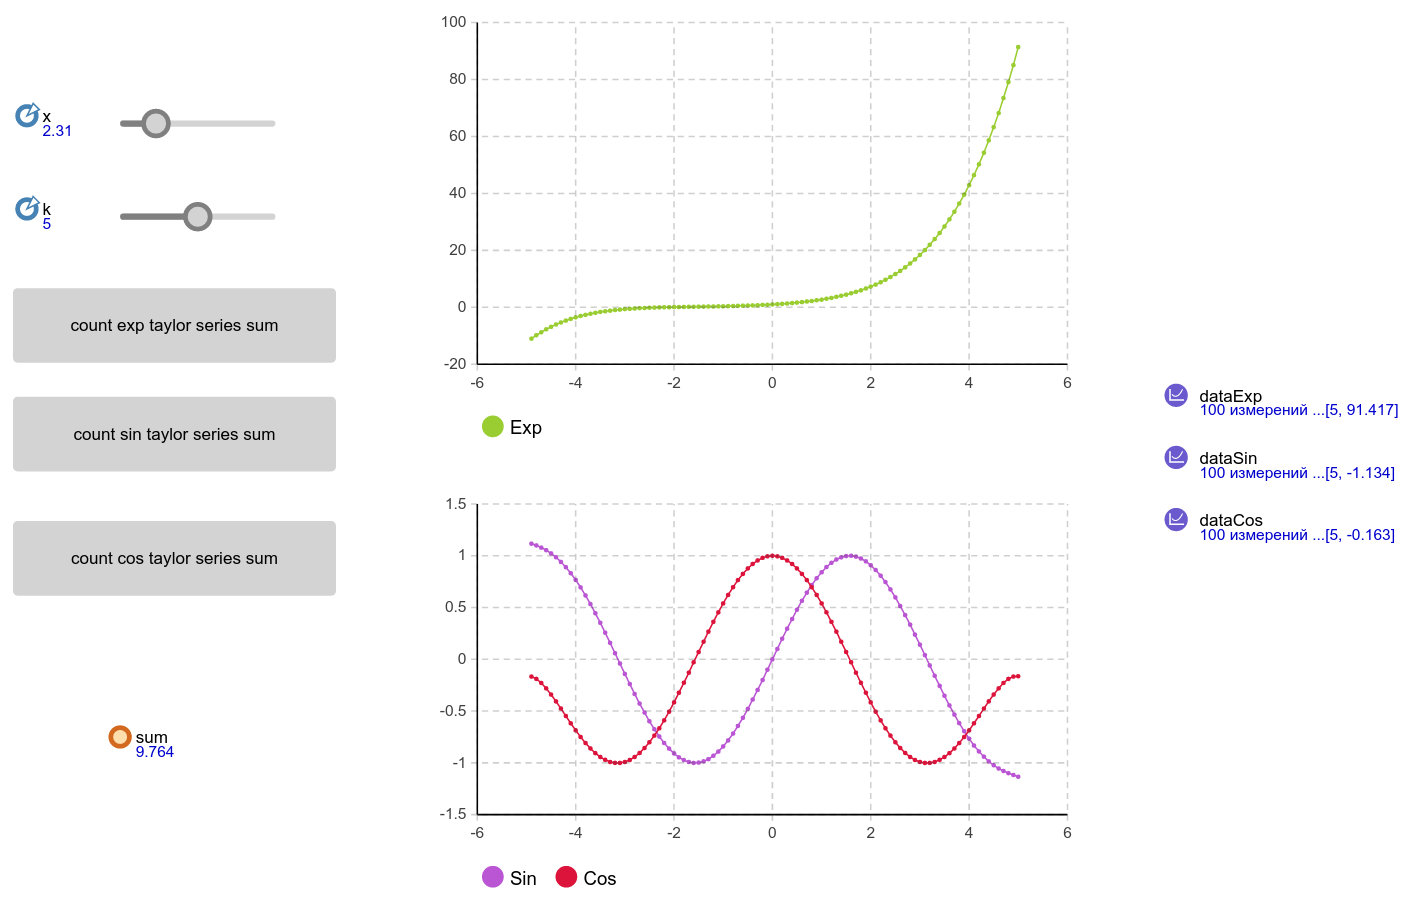 x
2.31
k
5
count exp taylor series sum
count sin taylor series sum
count cos taylor series sum
sum
9.764
100
80
60
40
20
0
-20
-6 -4 -2 0 2 4 6
Exp
1.5
1
0.5
0
-0.5
-1
-1.5
-6 -4 -2 0 2 4 6
Sin Cos
dataExp
100 измерений ...[5, 91.417]
dataSin
100 измерений ...[5, -1.134]
dataCos
100 измерений ...[5, -0.163]